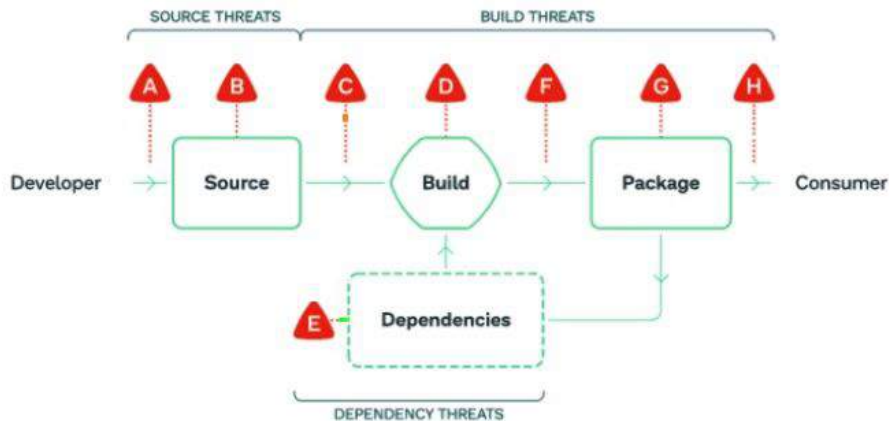 SOURCE THREATS BUILD THREATS
A B C D F G H
Developer Source Build Package Consumer
E Dependencies
DEPENDENCY THREATS